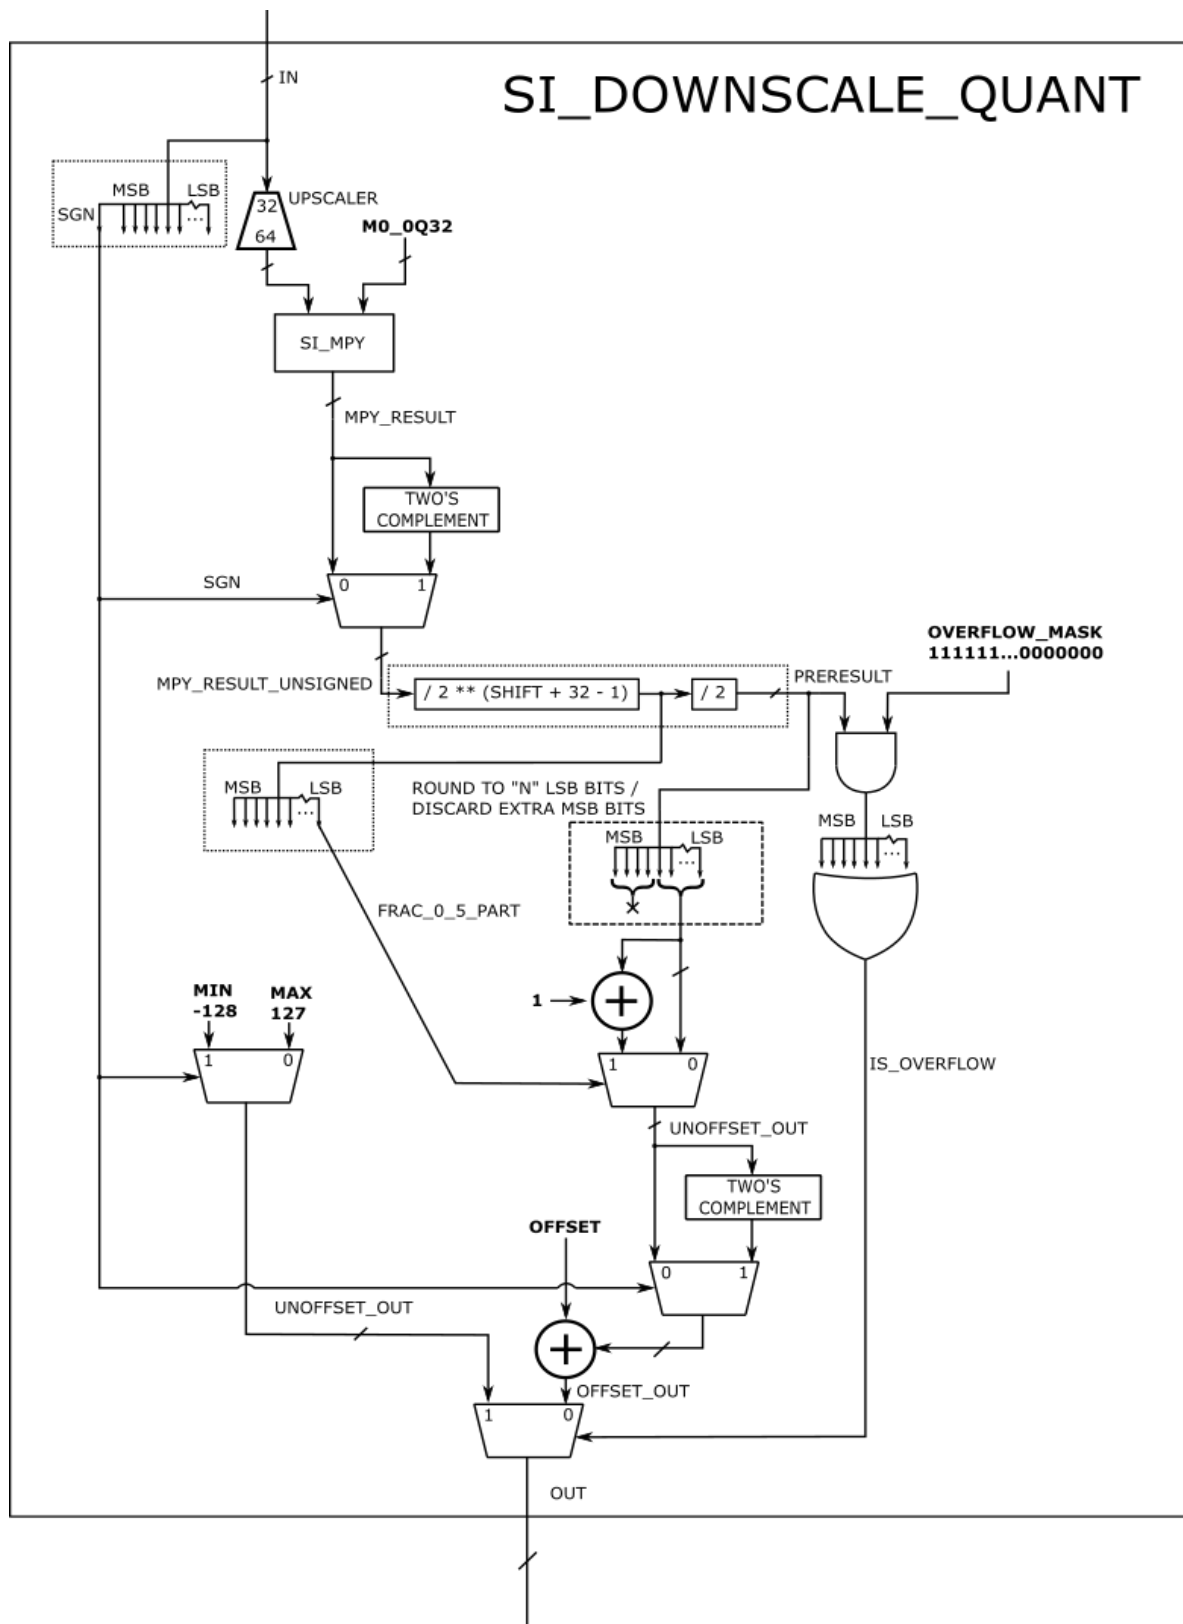 IN
SI_DOWNSCALE_QUANT
MSB
LSB
SGN
...
32
64
UPSCALER
M0_0Q32
SI_MPY
MPY_RESULT
TWO'S
COMPLEMENT
SGN
0
1
OVERFLOW_MASK
111111...0000000
MPY_RESULT_UNSIGNED
/ 2 ** (SHIFT + 32 - 1)
/ 2
PRERESULT
MSB
LSB
...
ROUND TO "N" LSB BITS /
DISCARD EXTRA MSB BITS
MSB
LSB
...
MSB
LSB
...
FRAC_0_5_PART
MIN
-128
MAX
127
1
+
1
0
1
0
IS_OVERFLOW
UNOFFSET_OUT
TWO'S
COMPLEMENT
OFFSET
0
1
UNOFFSET_OUT
+
OFFSET_OUT
1
0
OUT